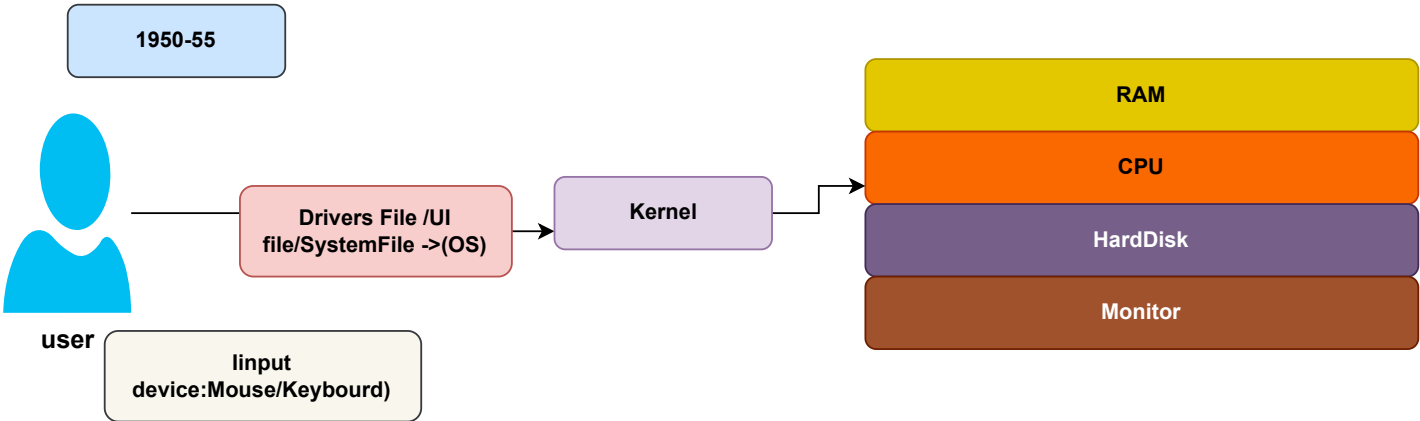 1950-55
RAM
CPU
Drivers File /UI
file/SystemFile ->(OS)
Kernel
HardDisk
Monitor
user
Iinput
device:Mouse/Keybourd)